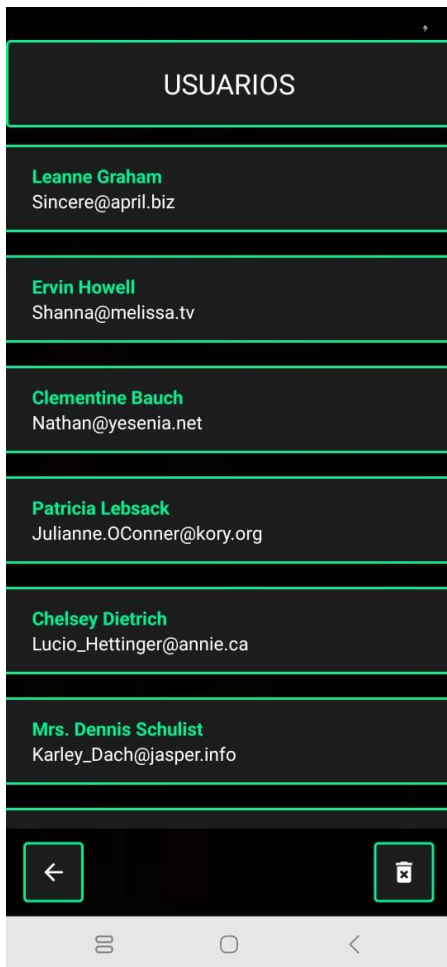 USUARIOS
Leanne Graham
Sincere@april.biz
Ervin Howell
Shanna@melissa.tv
Clementine Bauch
Nathan@yesenia.net
Patricia Lebsack
Julianne.OConner@kory.org
Chelsey Dietrich
Lucio_Hettinger@annie.ca
Mrs. Dennis Schulist
Karley_Dach@jasper.info